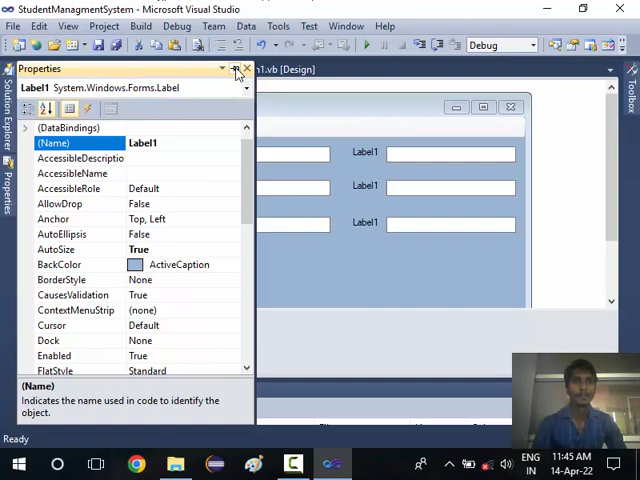 StudentManagmentSystem - Microsoft Visual Studio
File Edit View Project Build Debug Team Data Tools Test Window Help
Debug
Properties
m1.vb [Design]
Label1 System.Windows.Forms.Label
Solution Explorer
Properties
Toolbox
(DataBindings)
(Name) Label1
AccessibleDescriptio
AccessibleName
AccessibleRole Default
AllowDrop False
Anchor Top, Left
AutoEllipsis False
AutoSize True
BackColor ActiveCaption
BorderStyle None
CausesValidation True
ContextMenuStrip (none)
Cursor Default
Dock None
Enabled True
FlatStyle Standard
Label1
Label1
Label1
(Name)
Indicates the name used in code to identify the
object.
Ready
ENG
IN
11:45 AM
14-Apr-22